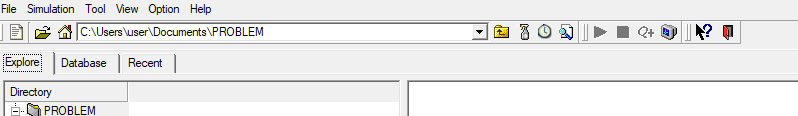 File Simulation Tool View Option Help
C:\Users\user\Documents\PROBLEM
Q+
Explore Database Recent
Directory
PROBLEM